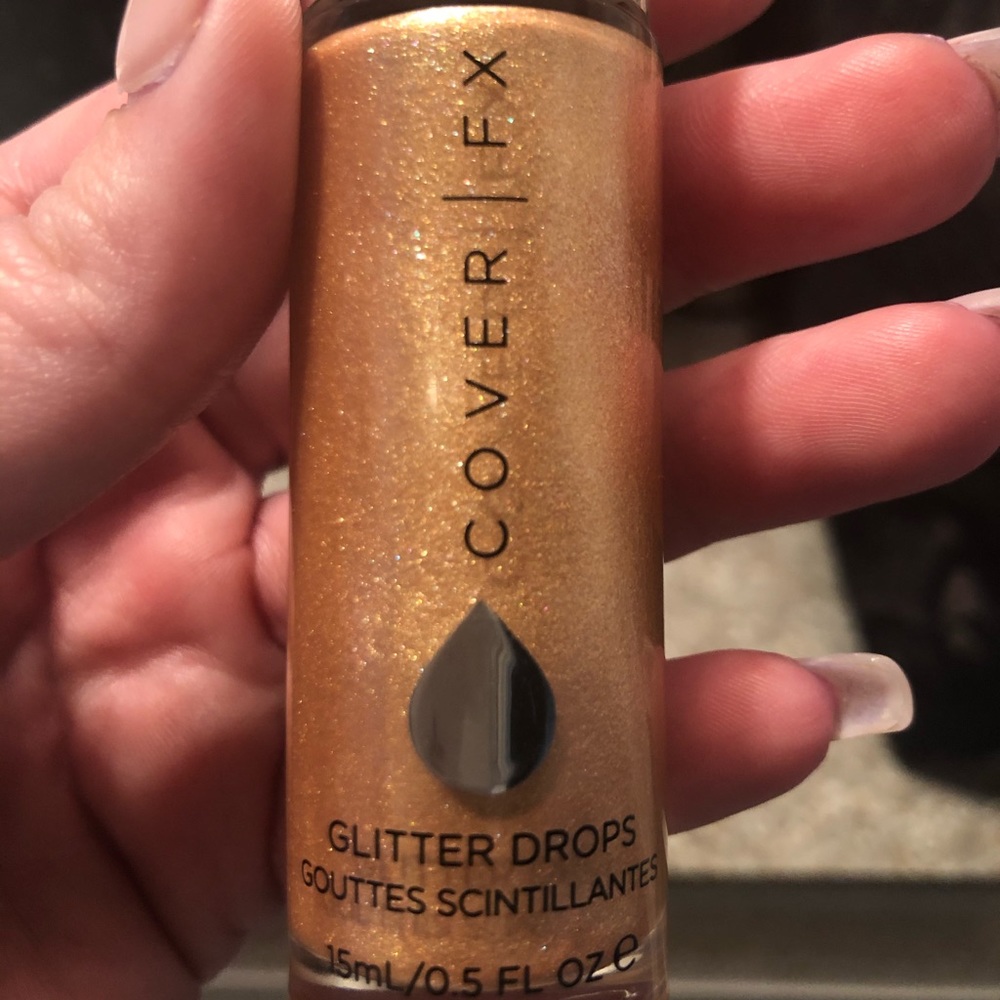 COVER | FX
GLITTER DROPS
GOUTTES SCINTILLANTES
15mL/0.5 FL OZ ℮